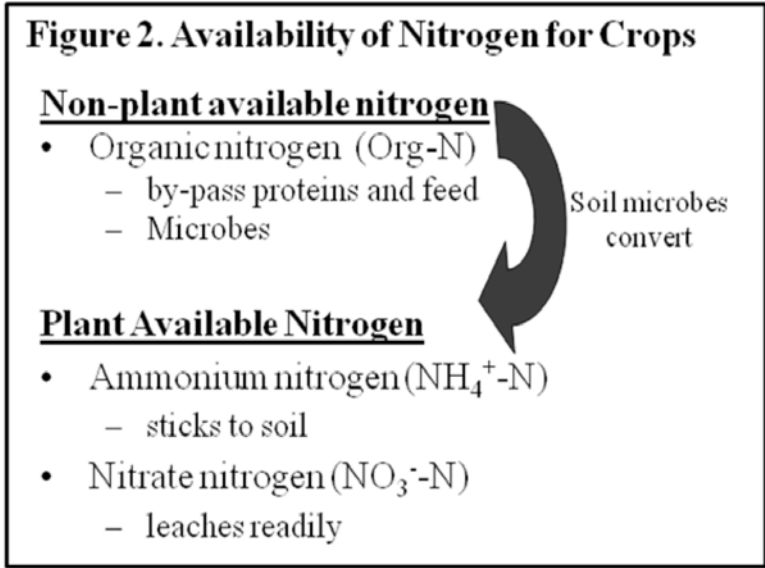 Figure 2. Availability of Nitrogen for Crops
Non-plant available nitrogen
• Organic nitrogen (Org-N)
– by-pass proteins and feed
– Microbes
Soil microbes
convert
Plant Available Nitrogen
• Ammonium nitrogen (NH₄⁺-N)
– sticks to soil
• Nitrate nitrogen (NO₃⁻-N)
– leaches readily